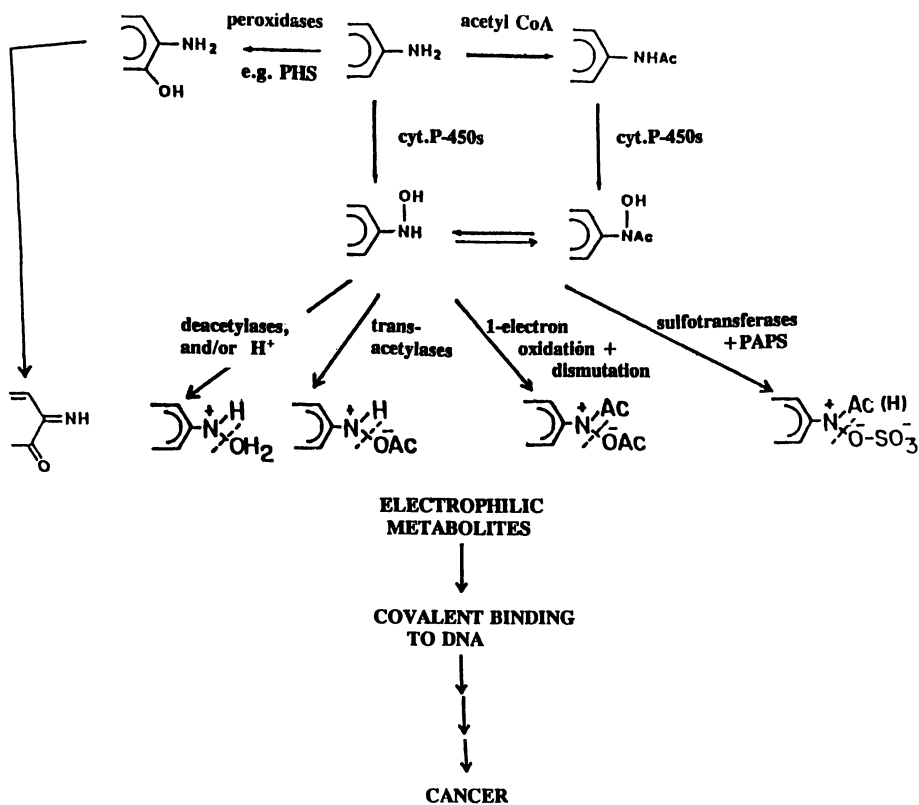 peroxidases
e.g. PHS
acetyl CoA
NH2
OH
NH2
NHAc
cyt.P-450s
cyt.P-450s
OH
NH
OH
NAc
deacetylases,
and/or H+
trans-
acetylases
1-electron
oxidation +
dismutation
sulfotransferases
+PAPS
NH
O
+
N H
OH2
+
N H
-
OAc
+
N Ac
-
OAc
+
N Ac (H)
- -
O-SO3
ELECTROPHILIC
METABOLITES
COVALENT BINDING
TO DNA
CANCER